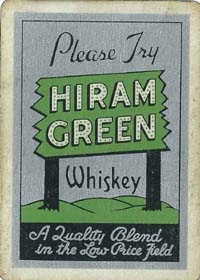 Please Try
HIRAM
GREEN
Whiskey
A Quality Blend
in the Low Price field